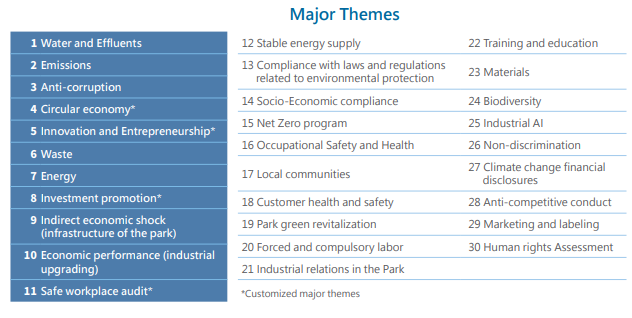 Major Themes
1 Water and Effluents
2 Emissions
3 Anti-corruption
4 Circular economy*
5 Innovation and Entrepreneurship*
6 Waste
7 Energy
8 Investment promotion*
9 Indirect economic shock
(infrastructure of the park)
10 Economic performance (industrial
upgrading)
11 Safe workplace audit*
12 Stable energy supply
13 Compliance with laws and regulations
related to environmental protection
14 Socio-Economic compliance
15 Net Zero program
16 Occupational Safety and Health
17 Local communities
18 Customer health and safety
19 Park green revitalization
20 Forced and compulsory labor
21 Industrial relations in the Park
22 Training and education
23 Materials
24 Biodiversity
25 Industrial AI
26 Non-discrimination
27 Climate change financial
disclosures
28 Anti-competitive conduct
29 Marketing and labeling
30 Human rights Assessment
*Customized major themes